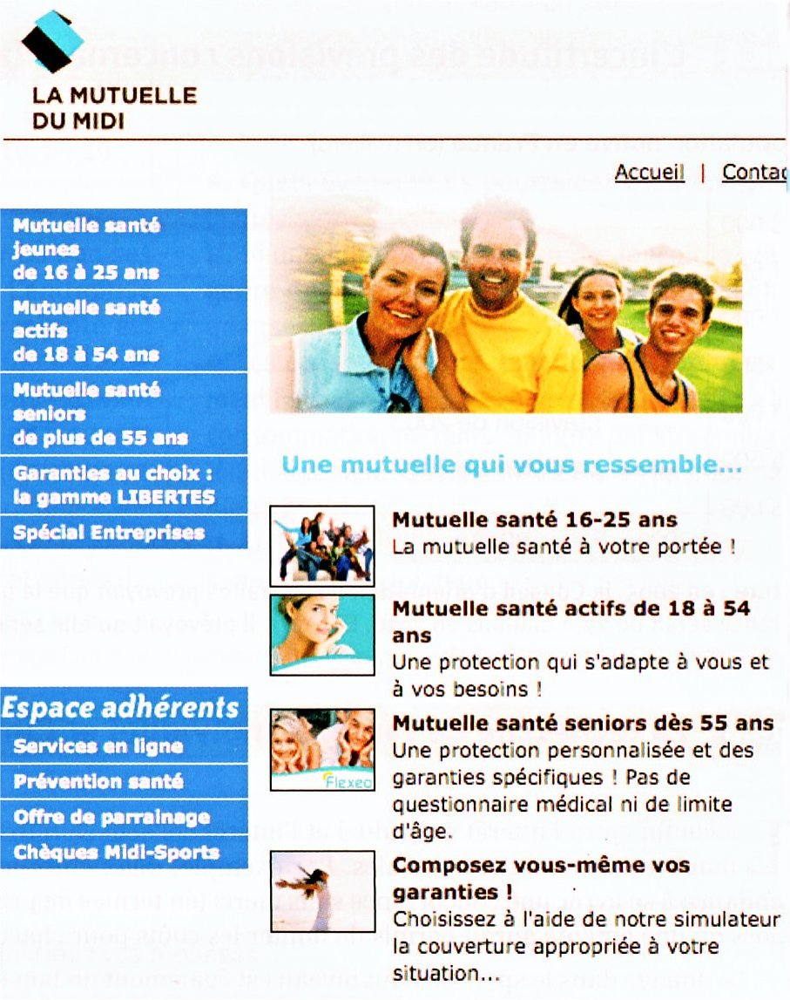 LA MUTUELLE
DU MIDI
Accueil | Contac
Mutuelle santé
jeunes
de 16 à 25 ans
Mutuelle santé
actifs
de 18 à 54 ans
Mutuelle santé
seniors
de plus de 55 ans
Garanties au choix :
la gamme LIBERTES
Spécial Entreprises
Espace adhérents
Services en ligne
Prévention santé
Offre de parrainage
Chèques Midi-Sports
Une mutuelle qui vous ressemble...
Mutuelle santé 16-25 ans
La mutuelle santé à votre portée !
Mutuelle santé actifs de 18 à 54
ans
Une protection qui s'adapte à vous et
à vos besoins !
Flexeo
Mutuelle santé seniors dès 55 ans
Une protection personnalisée et des
garanties spécifiques ! Pas de
questionnaire médical ni de limite
d'âge.
Composez vous-même vos
garanties !
Choisissez à l'aide de notre simulateur
la couverture appropriée à votre
situation...